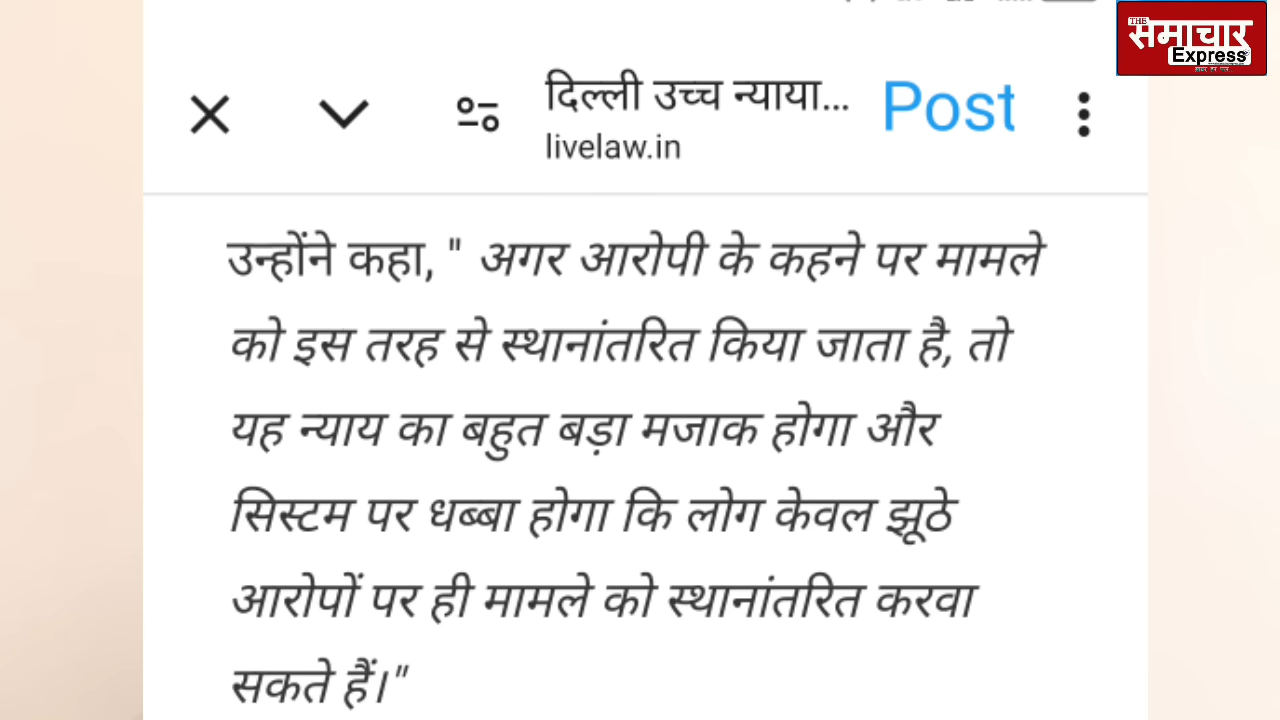 THE
समाचार
Express
दिल्ली उच्च न्याया...
Post
livelaw.in
उन्होंने कहा, " अगर आरोपी के कहने पर मामले
को इस तरह से स्थानांतरित किया जाता है, तो
यह न्याय का बहुत बड़ा मजाक होगा और
सिस्टम पर धब्बा होगा कि लोग केवल झूठे
आरोपों पर ही मामले को स्थानांतरित करवा
सकते हैं।"